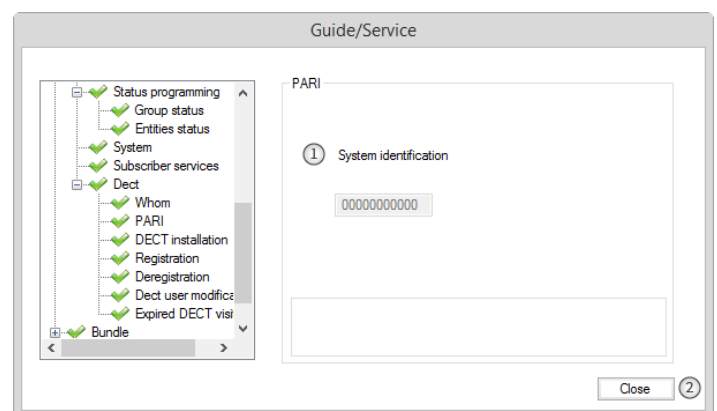 Guide/Service
Status programming
Group status
Entities status
System
Subscriber services
Dect
Whom
PARI
DECT installation
Registration
Deregistration
Dect user modifica
Expired DECT visi
Bundle
PARI
1 System identification
00000000000
Close 2